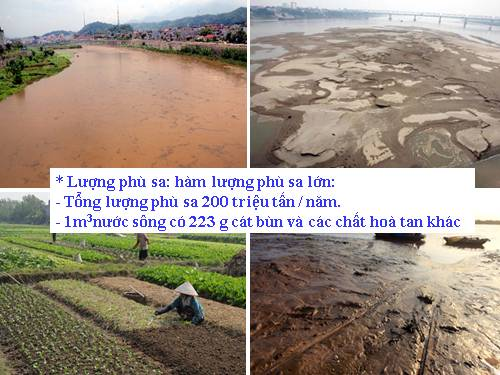 * Lượng phù sa: hàm lượng phù sa lớn:
- Tổng lượng phù sa 200 triệu tấn / năm.
- 1m³nước sông có 223 g cát bùn và các chất hoà tan khác